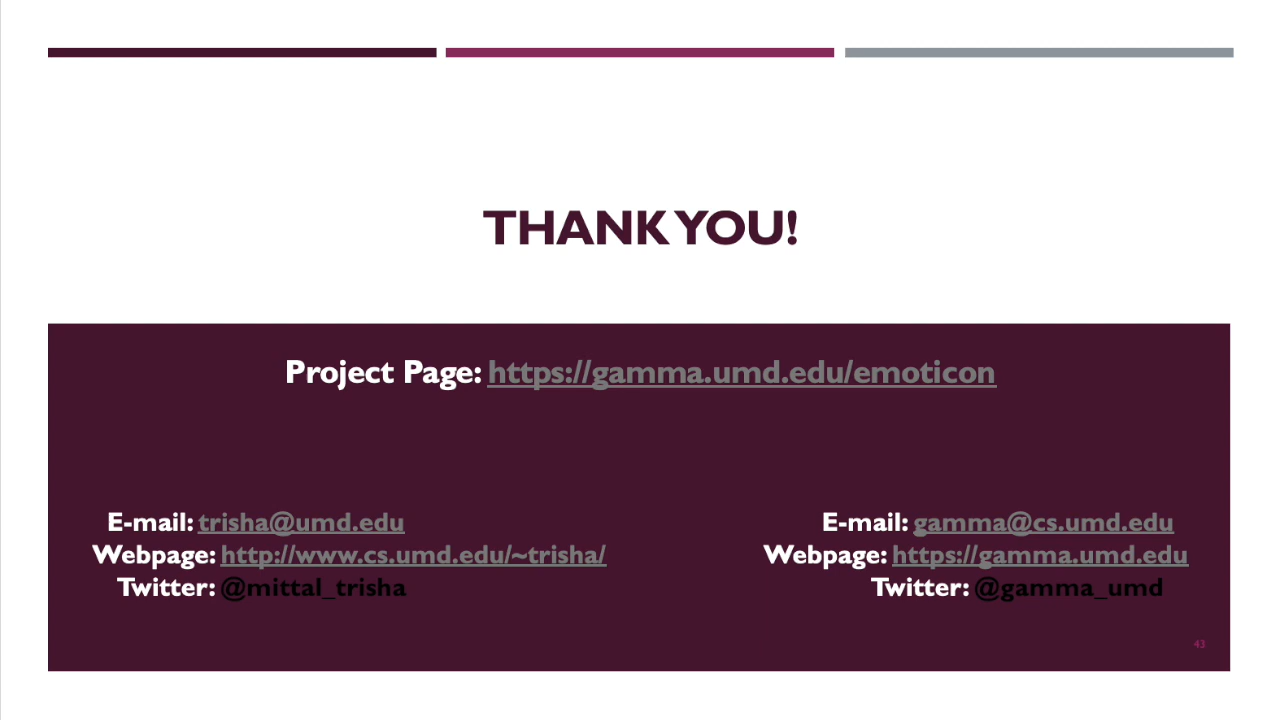 THANK YOU!
Project Page: https://gamma.umd.edu/emoticon
E-mail: trisha@umd.edu
Webpage: http://www.cs.umd.edu/~trisha/
Twitter: @mittal_trisha
E-mail: gamma@cs.umd.edu
Webpage: https://gamma.umd.edu
Twitter: @gamma_umd
43